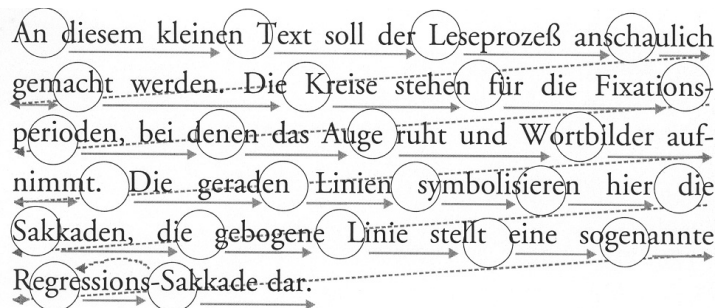 An diesem kleinen Text soll der Leseprozeß anschaulich
gemacht werden. Die Kreise stehen für die Fixations-
perioden, bei denen das Auge ruht und Wortbilder auf-
nimmt. Die geraden Linien symbolisieren hier die
Sakkaden, die gebogene Linie stellt eine sogenannte
Regressions-Sakkade dar.